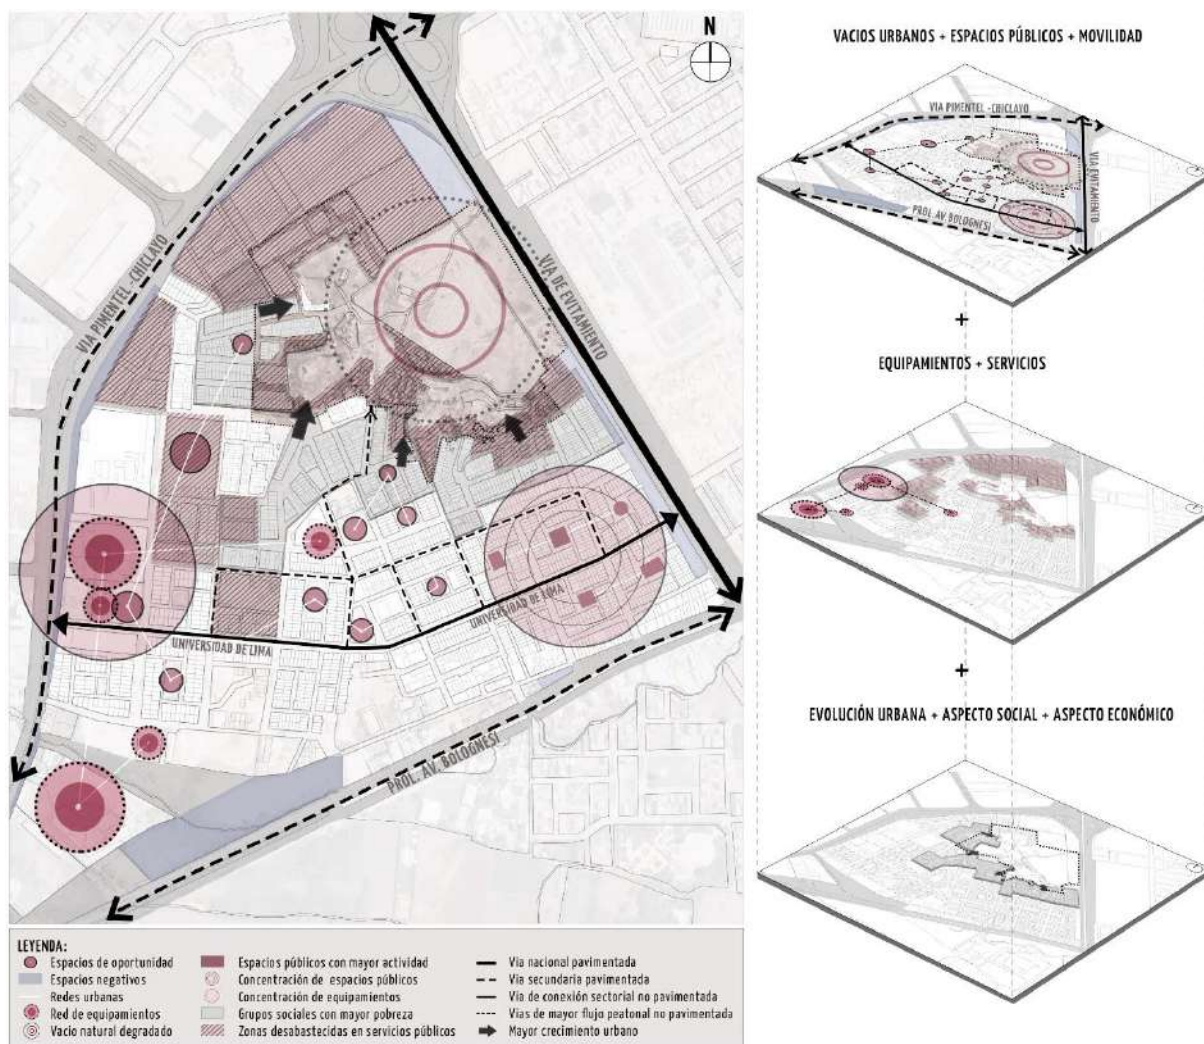 N
VIA PIMENTEL -CHICLAYO
VIA DE EVITAMIENTO
UNIVERSIDAD DE LIMA
UNIVERSIDAD DE LIMA
PROL. AV. BOLOGNESI
LEYENDA:
Espacios de oportunidad
Espacios negativos
Redes urbanas
Red de equipamientos
Vacio natural degradado
Espacios públicos con mayor actividad
Concentración de espacios públicos
Concentración de equipamientos
Grupos sociales con mayor pobreza
Zonas desabastecidas en servicios públicos
Via nacional pavimentada
Via secundaria pavimentada
Via de conexión sectorial no pavimentada
Vias de mayor flujo peatonal no pavimentada
Mayor crecimiento urbano
VACIOS URBANOS + ESPACIOS PÚBLICOS + MOVILIDAD
VIA PIMENTEL -CHICLAYO
VIA EVITAMIENTO
PROL. AV. BOLOGNESI
+
EQUIPAMIENTOS + SERVICIOS
+
EVOLUCIÓN URBANA + ASPECTO SOCIAL + ASPECTO ECONÓMICO